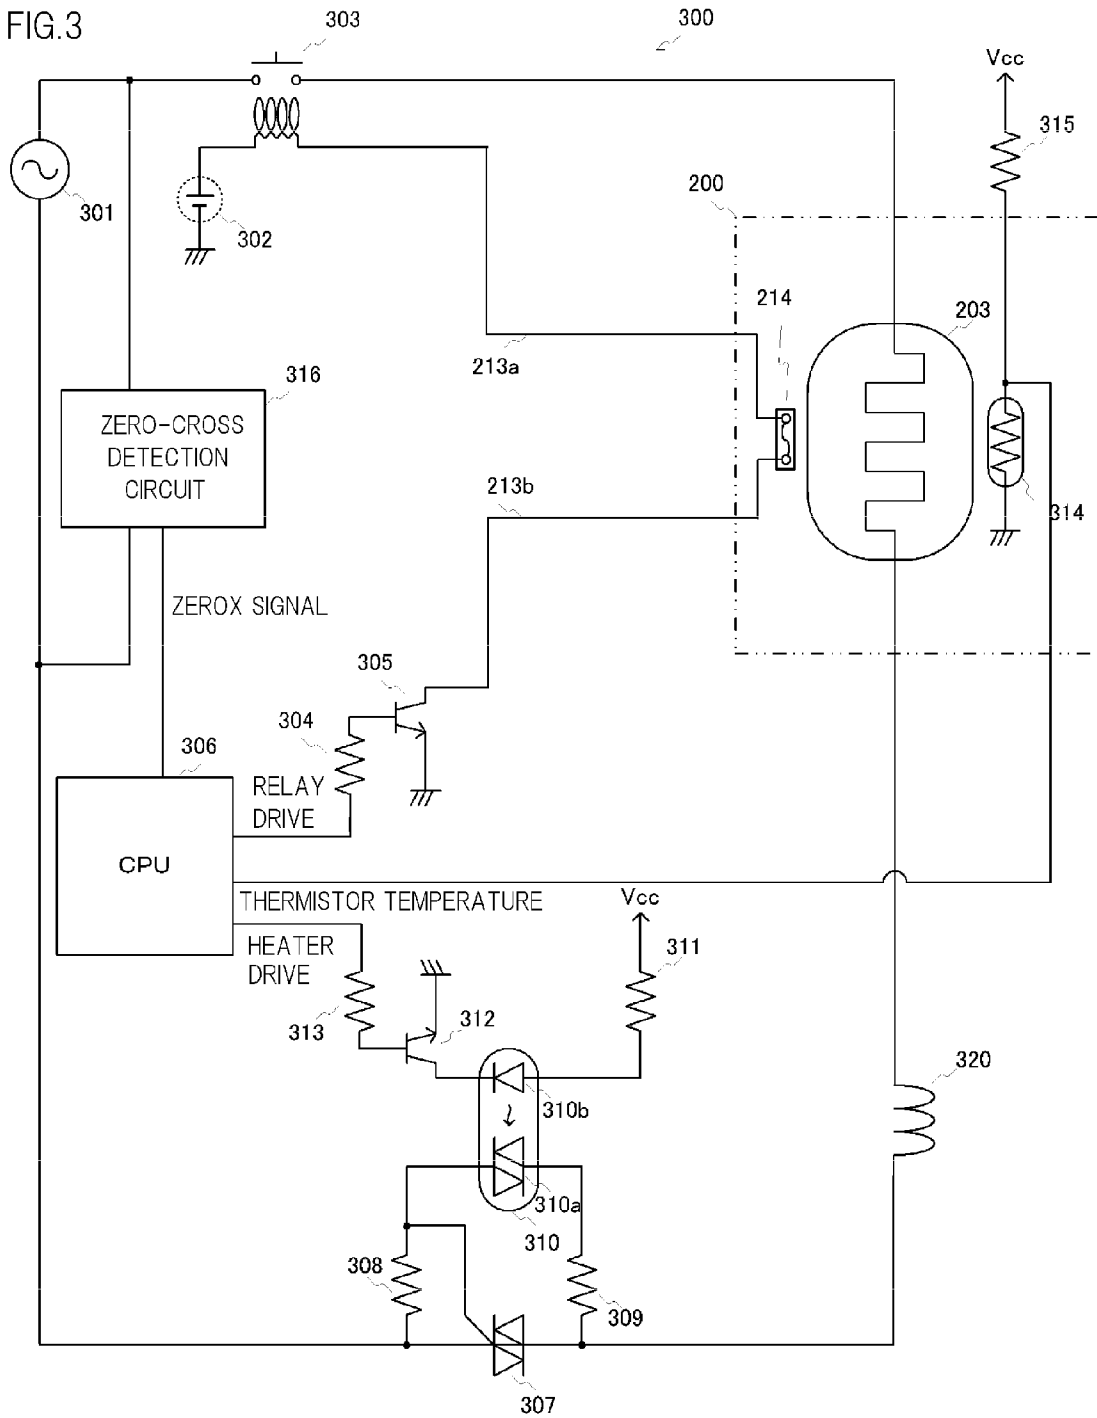 FIG.3
303
300
Vcc
315
301
302
200
214
203
213a
316
ZERO-CROSS
DETECTION
CIRCUIT
213b
314
ZEROX SIGNAL
305
304
306
RELAY
DRIVE
CPU
THERMISTOR TEMPERATURE
Vcc
HEATER
DRIVE
311
313
312
320
310b
310a
310
308
309
307